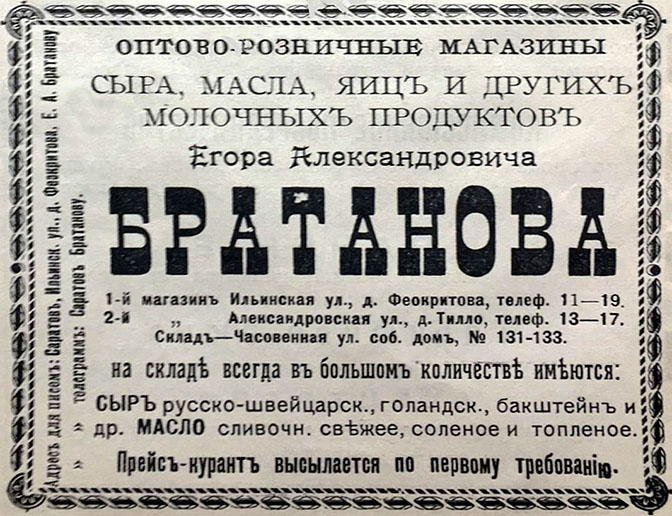 ОПТОВО-РОЗНИЧНЫЕ МАГАЗИНЫ
СЫРА, МАСЛА, ЯИЦЪ И ДРУГИХЪ
МОЛОЧНЫХЪ ПРОДУКТОВЪ
Егора Александровича
БРАТАНОВА
1-й магазинъ Ильинская ул., д. Феокритова, телеф. 11—19.
2-й „ Александровская ул., д. Тилло, телеф. 13—17.
Складъ—Часовенная ул. соб. домъ, № 131-133.
на складѣ всегда въ большомъ количествѣ имѣются:
СЫРЪ русско-швейцарск., голандск., бакштейнъ и
др. МАСЛО сливочн. свѣжее, соленое и топленое.
Прейсъ-курантъ высылается по первому требованію.
Адресъ для писемъ: Саратовъ, Ильинск. ул., д. Феокритова, Е. А. Братанову
„ „ телеграммъ: Саратовъ Братанову.